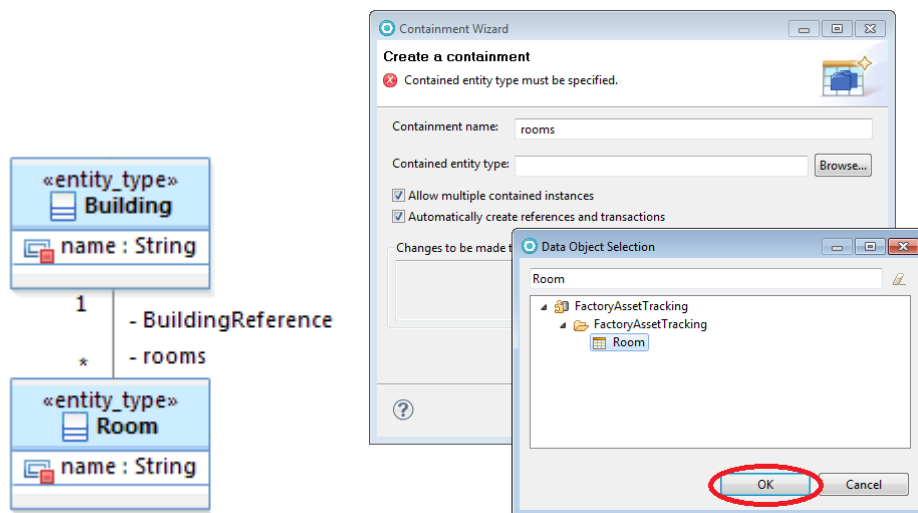 «entity_type»
Building
name : String
1
- BuildingReference
- rooms
*
«entity_type»
Room
name : String
Containment Wizard
Create a containment
Contained entity type must be specified.
Containment name: rooms
Contained entity type: Browse...
Allow multiple contained instances
Automatically create references and transactions
Changes to be made t
?
Data Object Selection
Room
FactoryAssetTracking
FactoryAssetTracking
Room
OK Cancel